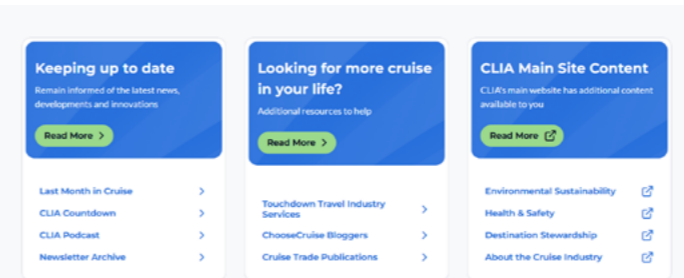 Keeping up to date
Remain informed of the latest news,
developments and innovations
Read More
Last Month in Cruise
CLIA Countdown
CLIA Podcast
Newsletter Archive
Looking for more cruise
in your life?
Additional resources to help
Read More
Touchdown Travel Industry
Services
ChooseCruise Bloggers
Cruise Trade Publications
CLIA Main Site Content
CLIA's main website has additional content
available to you
Read More
Environmental Sustainability
Health & Safety
Destination Stewardship
About the Cruise Industry